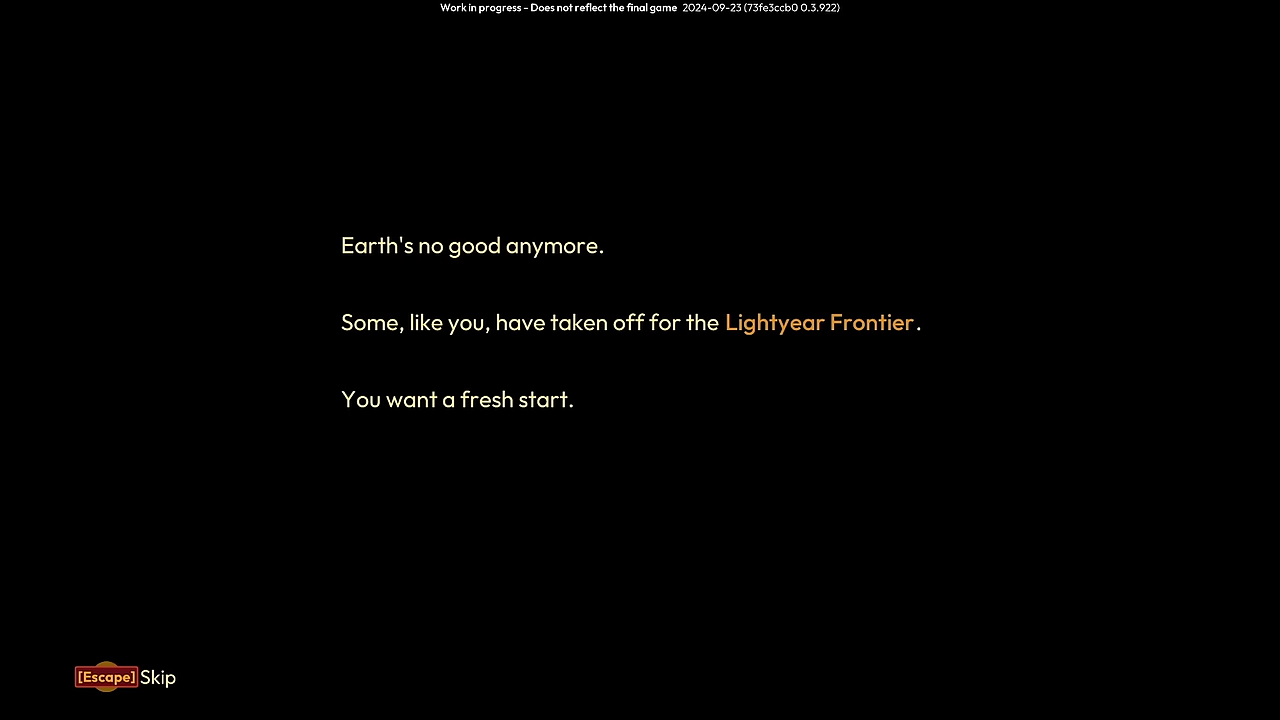 Work in progress - Does not reflect the final game 2024-09-23 (73fe3ccb0 0.3.922)
Earth's no good anymore.
Some, like you, have taken off for the Lightyear Frontier.
You want a fresh start.
[Escape] Skip